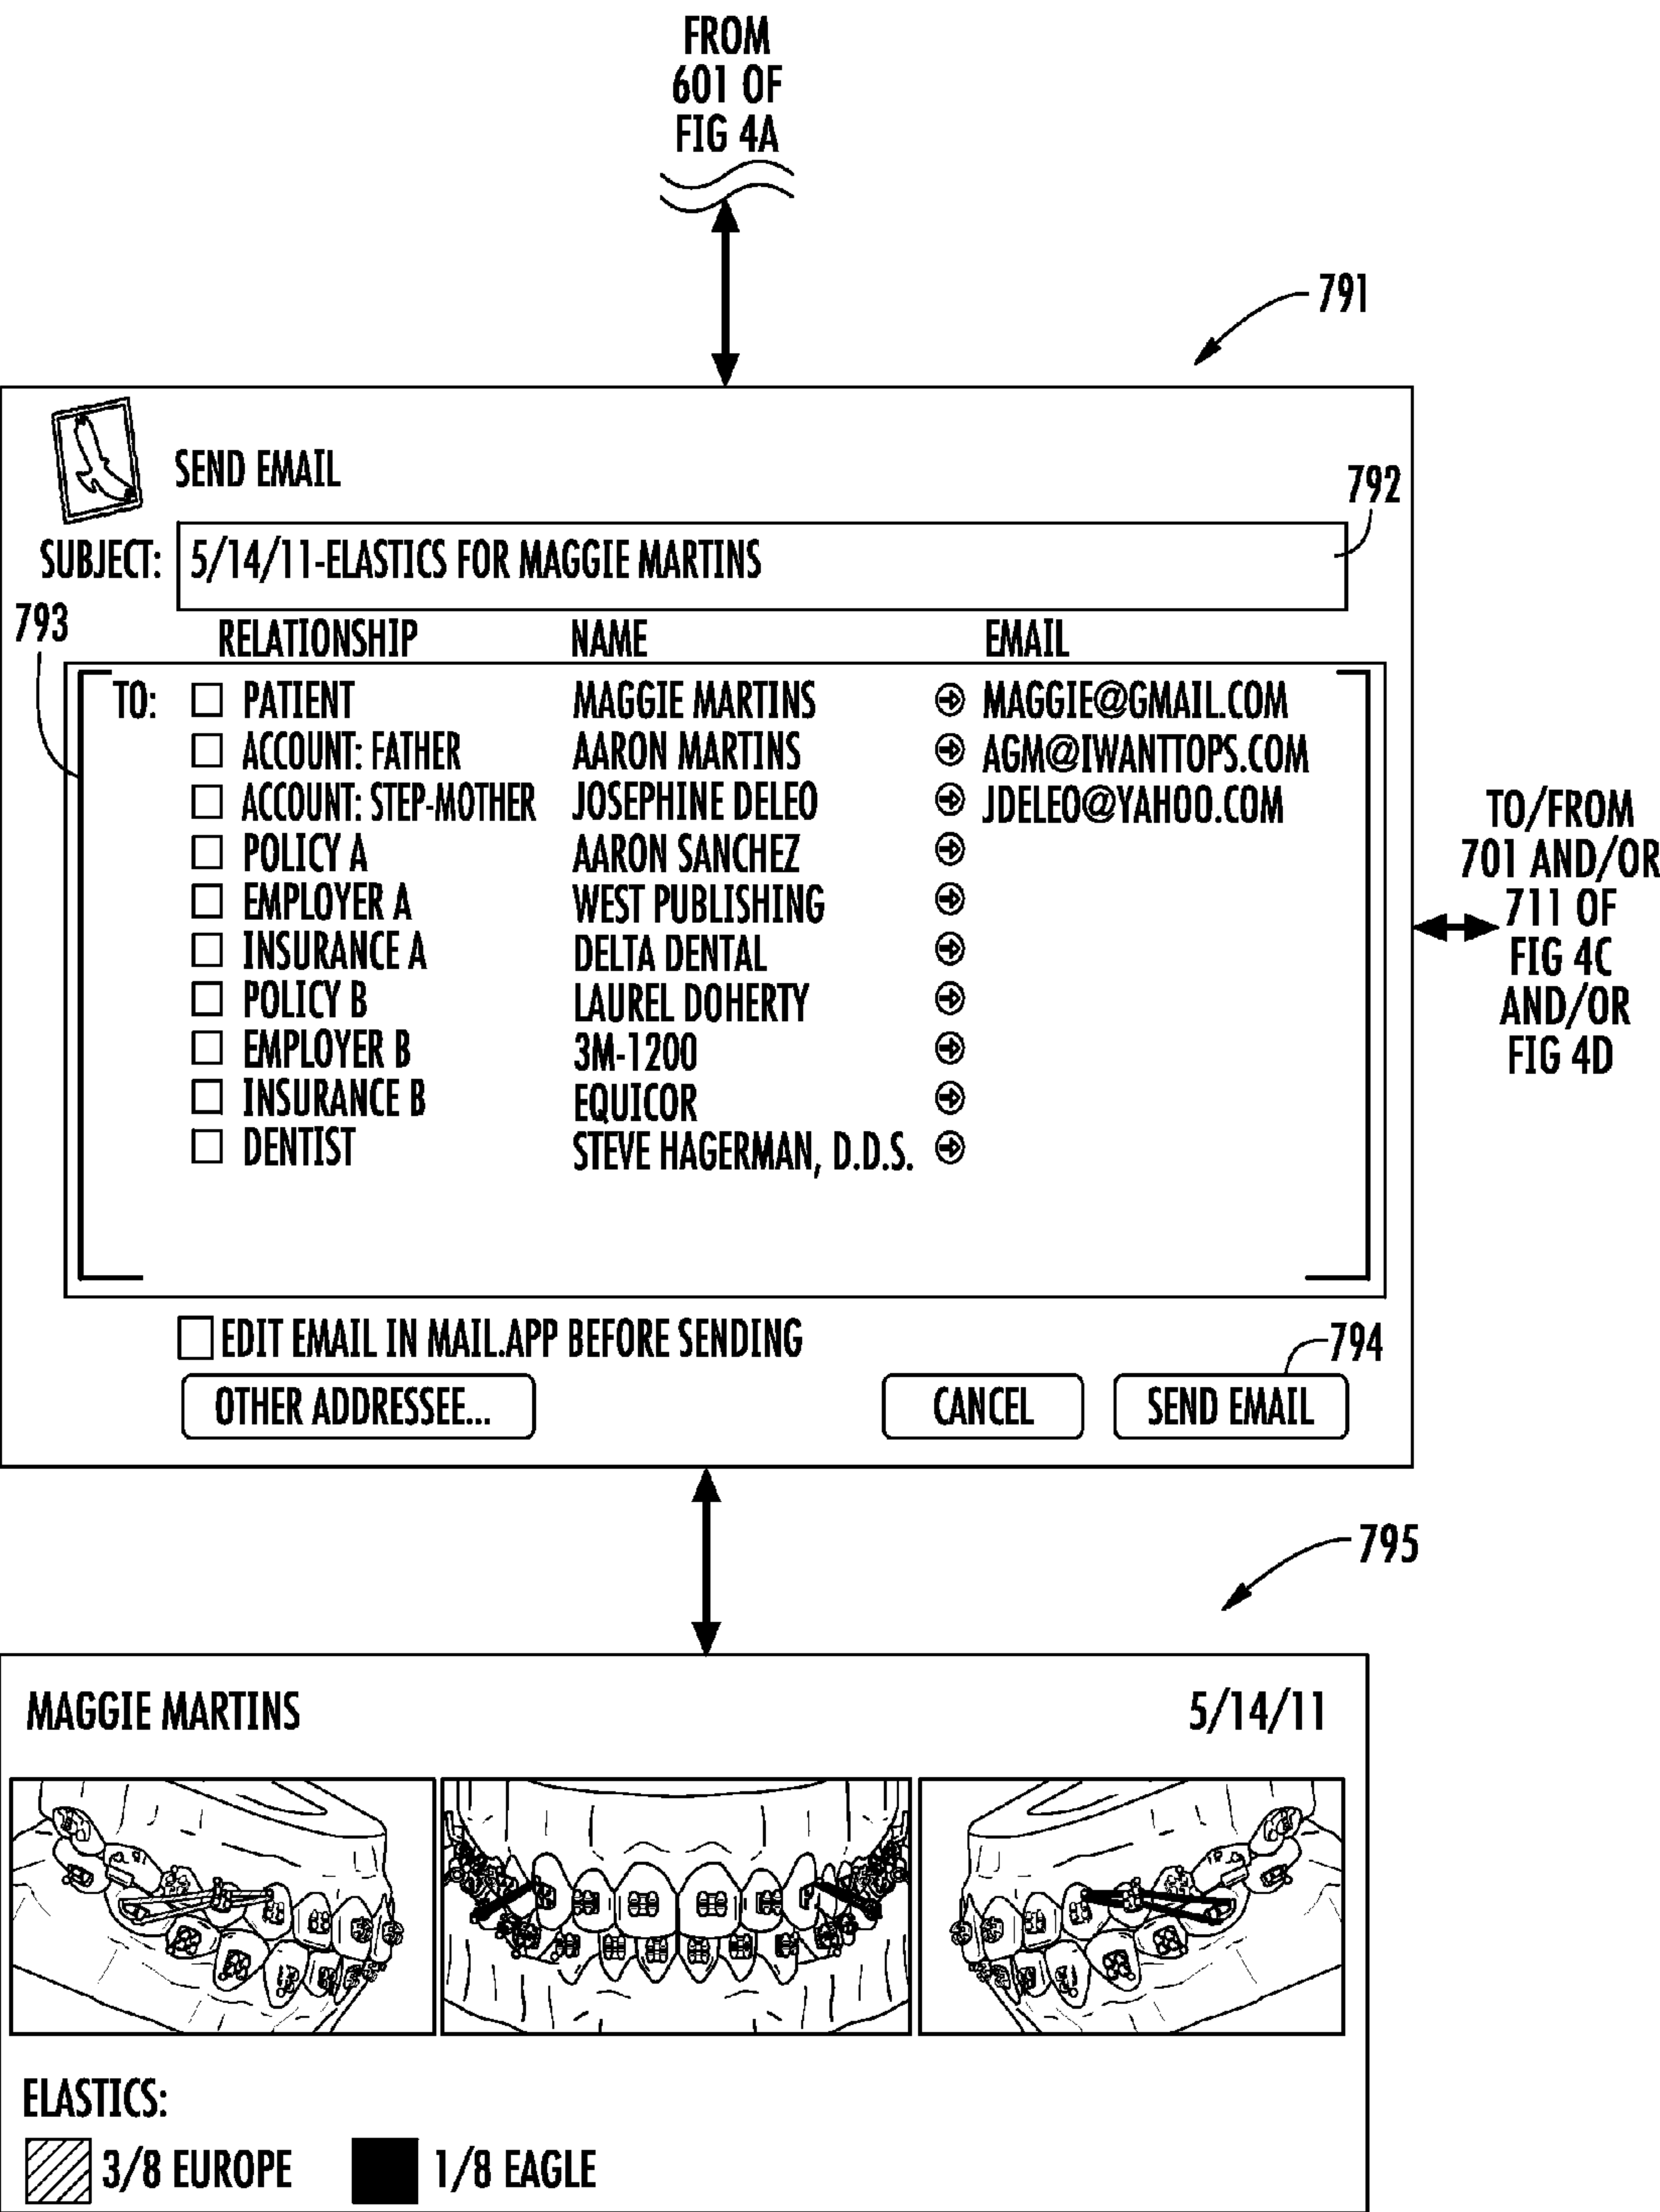 FROM
601 OF
FIG 4A
791
SEND EMAIL
792
SUBJECT: 5/14/11-ELASTICS FOR MAGGIE MARTINS
793
RELATIONSHIP NAME EMAIL
TO: PATIENT MAGGIE MARTINS MAGGIE@GMAIL.COM
ACCOUNT: FATHER AARON MARTINS AGM@IWANTTOPS.COM
ACCOUNT: STEP-MOTHER JOSEPHINE DELEO JDELEO@YAHOO.COM
POLICY A AARON SANCHEZ
EMPLOYER A WEST PUBLISHING
INSURANCE A DELTA DENTAL
POLICY B LAUREL DOHERTY
EMPLOYER B 3M-1200
INSURANCE B EQUICOR
DENTIST STEVE HAGERMAN, D.D.S.
TO/FROM
701 AND/OR
711 OF
FIG 4C
AND/OR
FIG 4D
EDIT EMAIL IN MAIL.APP BEFORE SENDING
794
OTHER ADDRESSEE... CANCEL SEND EMAIL
795
MAGGIE MARTINS 5/14/11
ELASTICS:
3/8 EUROPE 1/8 EAGLE